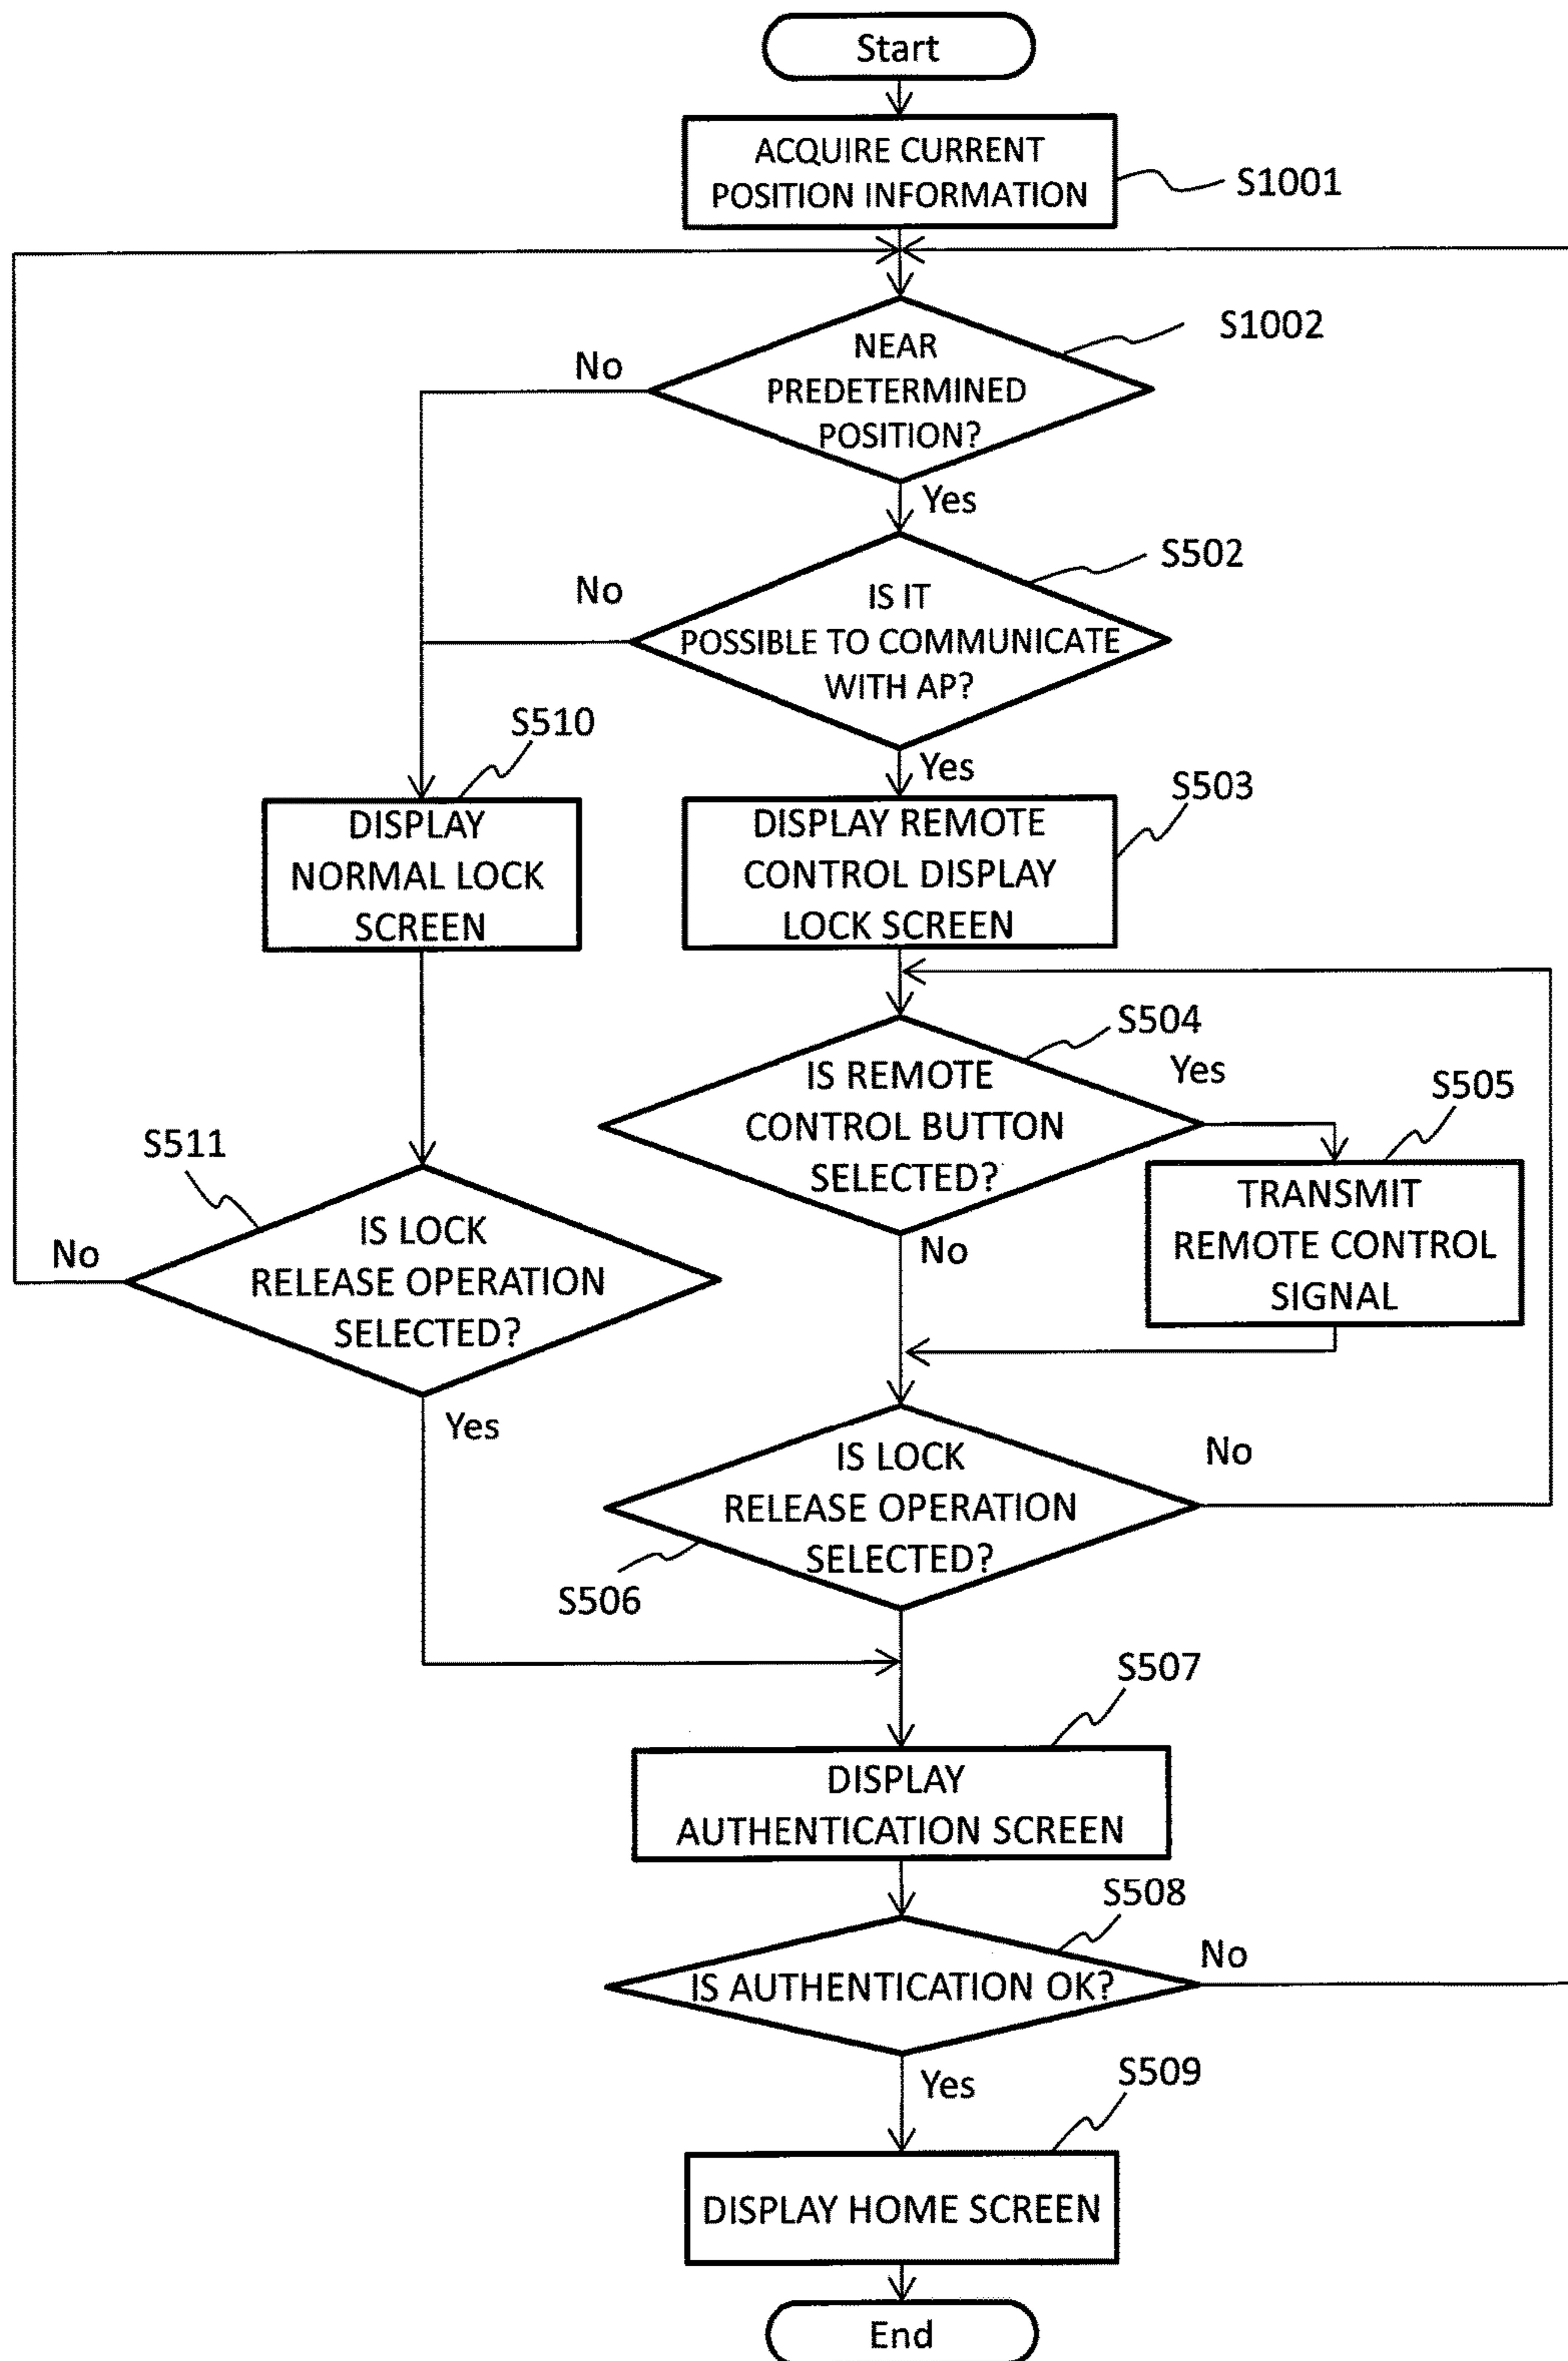 Start
ACQUIRE CURRENT
POSITION INFORMATION
S1001
NEAR
PREDETERMINED
POSITION?
S1002
No
Yes
IS IT
POSSIBLE TO COMMUNICATE
WITH AP?
S502
No
Yes
S510
DISPLAY
NORMAL LOCK
SCREEN
DISPLAY REMOTE
CONTROL DISPLAY
LOCK SCREEN
S503
IS REMOTE
CONTROL BUTTON
SELECTED?
S504
Yes
No
S505
TRANSMIT
REMOTE CONTROL
SIGNAL
S511
IS LOCK
RELEASE OPERATION
SELECTED?
No
Yes
IS LOCK
RELEASE OPERATION
SELECTED?
No
S506
S507
DISPLAY
AUTHENTICATION SCREEN
S508
IS AUTHENTICATION OK?
No
Yes
S509
DISPLAY HOME SCREEN
End